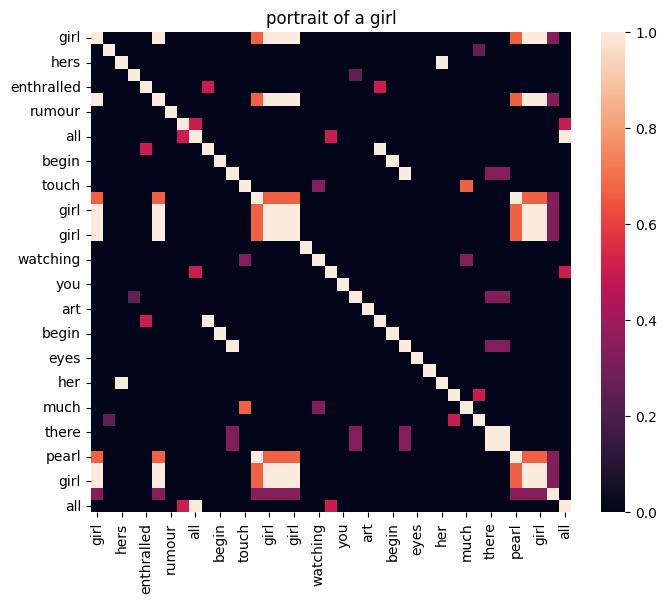 portrait of a girl
girl
hers
enthralled
rumour
all
begin
touch
girl
girl
watching
you
art
begin
eyes
her
much
there
pearl
girl
all
1.0
0.8
0.6
0.4
0.2
0.0
girl
hers
enthralled
rumour
all
begin
touch
girl
girl
watching
you
art
begin
eyes
her
much
there
pearl
girl
all